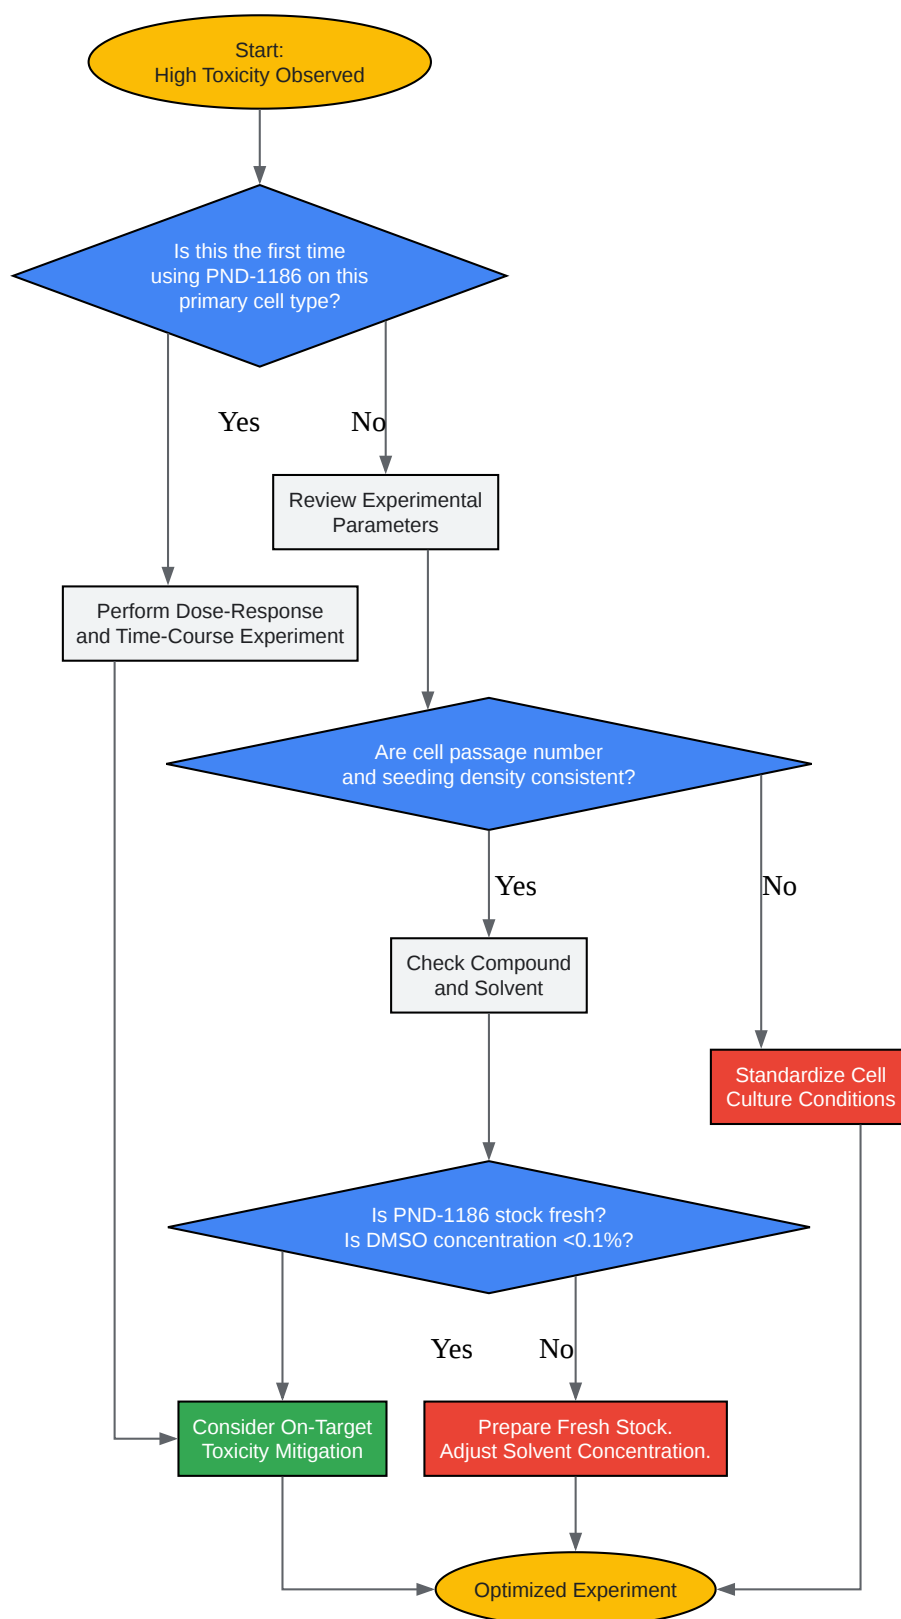 Start:
High Toxicity Observed
Is this the first time
using PND-1186 on this
primary cell type?
Yes
No
Review Experimental
Parameters
Perform Dose-Response
and Time-Course Experiment
Are cell passage number
and seeding density consistent?
Yes
No
Check Compound
and Solvent
Standardize Cell
Culture Conditions
Is PND-1186 stock fresh?
Is DMSO concentration <0.1%?
Yes
No
Consider On-Target
Toxicity Mitigation
Prepare Fresh Stock.
Adjust Solvent Concentration.
Optimized Experiment